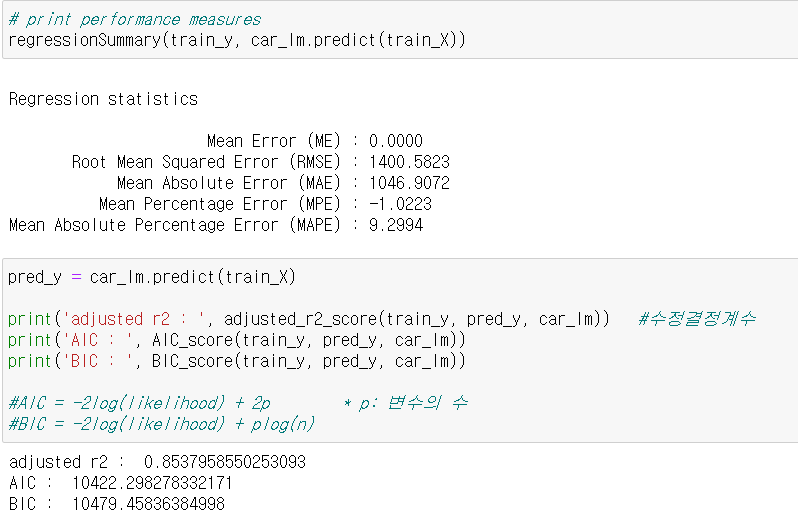 # print performance measures
regressionSummary(train_y, car_lm.predict(train_X))
Regression statistics
Mean Error (ME) : 0.0000
Root Mean Squared Error (RMSE) : 1400.5823
Mean Absolute Error (MAE) : 1046.9072
Mean Percentage Error (MPE) : -1.0223
Mean Absolute Percentage Error (MAPE) : 9.2994
pred_y = car_lm.predict(train_X)
print('adjusted r2 : ', adjusted_r2_score(train_y, pred_y, car_lm))   #수정결정계수
print('AIC : ', AIC_score(train_y, pred_y, car_lm))
print('BIC : ', BIC_score(train_y, pred_y, car_lm))
#AIC = -2log(likelihood) + 2p        * p: 변수의 수
#BIC = -2log(likelihood) + plog(n)
adjusted r2 :  0.8537958550253093
AIC :  10422.298278332171
BIC :  10479.45836384998